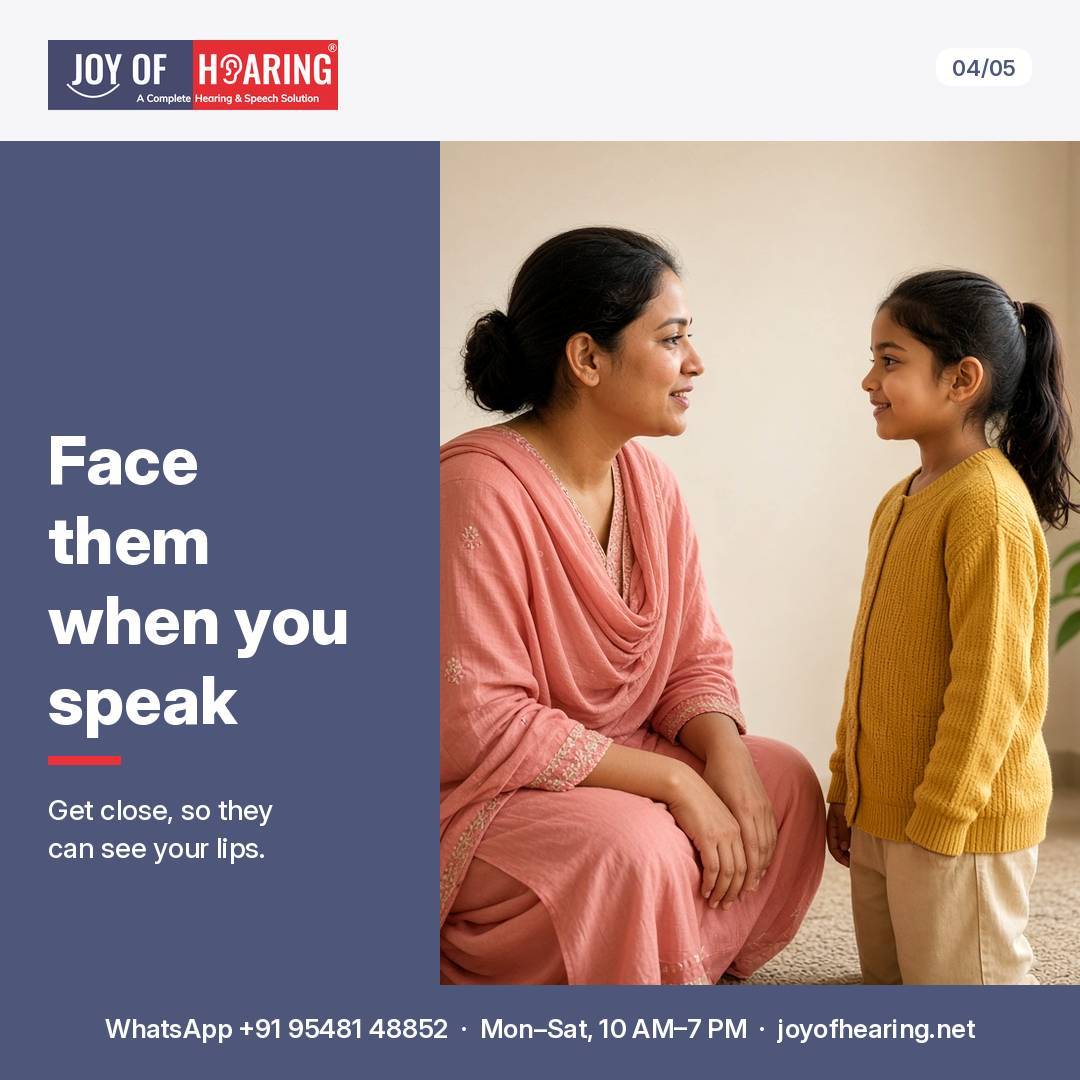 JOY OF HEARING®
A Complete Hearing & Speech Solution
04/05
Face
them
when you
speak
Get close, so they
can see your lips.
WhatsApp +91 95481 48852 · Mon–Sat, 10 AM–7 PM · joyofhearing.net